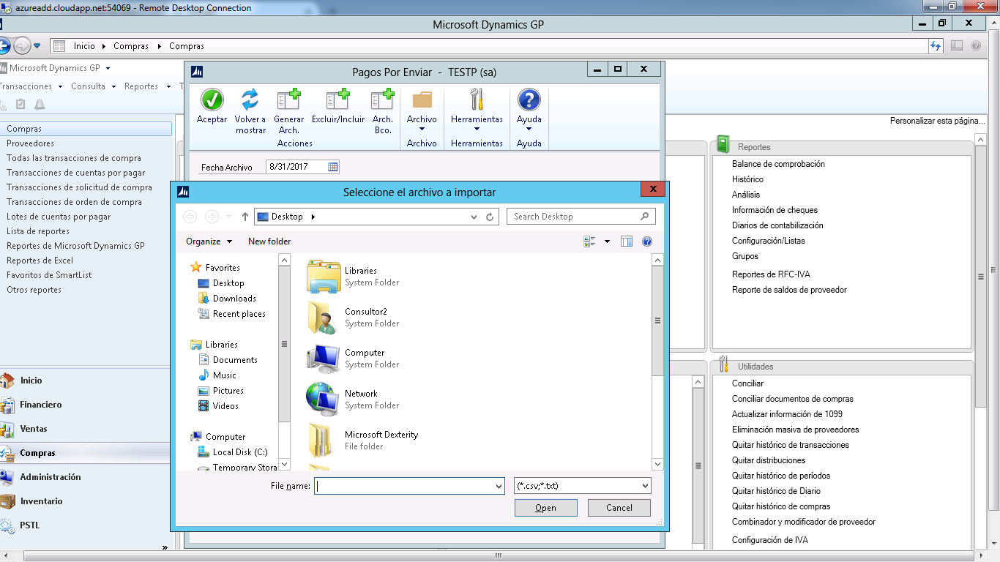 azureadd.cloudapp.net:54069 - Remote Desktop Connection
Microsoft Dynamics GP
Inicio Compras Compras
Microsoft Dynamics GP
Transacciones Consulta Reportes
Personalizar esta página...
Compras
Proveedores
Todas las transacciones de compra
Transacciones de cuentas por pagar
Transacciones de solicitud de compra
Transacciones de orden de compra
Lotes de cuentas por pagar
Lista de reportes
Reportes de Microsoft Dynamics GP
Reportes de Excel
Favoritos de SmartList
Otros reportes
Inicio
Financiero
Ventas
Compras
Administración
Inventario
PSTL
»
Pagos Por Enviar - TESTP (sa)
Aceptar
Volver a mostrar
Generar Arch.
Excluir/Incluir
Arch. Bco.
Archivo
Herramientas
Ayuda
Acciones
Archivo
Herramientas
Ayuda
Fecha Archivo 8/31/2017
Seleccione el archivo a importar
Desktop
Search Desktop
Organize
New folder
Favorites
Desktop
Downloads
Recent places
Libraries
Documents
Music
Pictures
Videos
Computer
Local Disk (C:)
Temporary Stora
Libraries
System Folder
Consultor2
System Folder
Computer
System Folder
Network
System Folder
Microsoft Dexterity
File folder
File name:
(*.csv;*.txt)
Open
Cancel
Reportes
Balance de comprobación
Histórico
Análisis
Información de cheques
Diarios de contabilización
Configuración/Listas
Grupos
Reportes de RFC-IVA
Reporte de saldos de proveedor
Utilidades
Conciliar
Conciliar documentos de compras
Actualizar información de 1099
Eliminación masiva de proveedores
Quitar histórico de transacciones
Quitar distribuciones
Quitar histórico de períodos
Quitar histórico de Diario
Quitar histórico de compras
Combinador y modificador de proveedor
Configuración de IVA